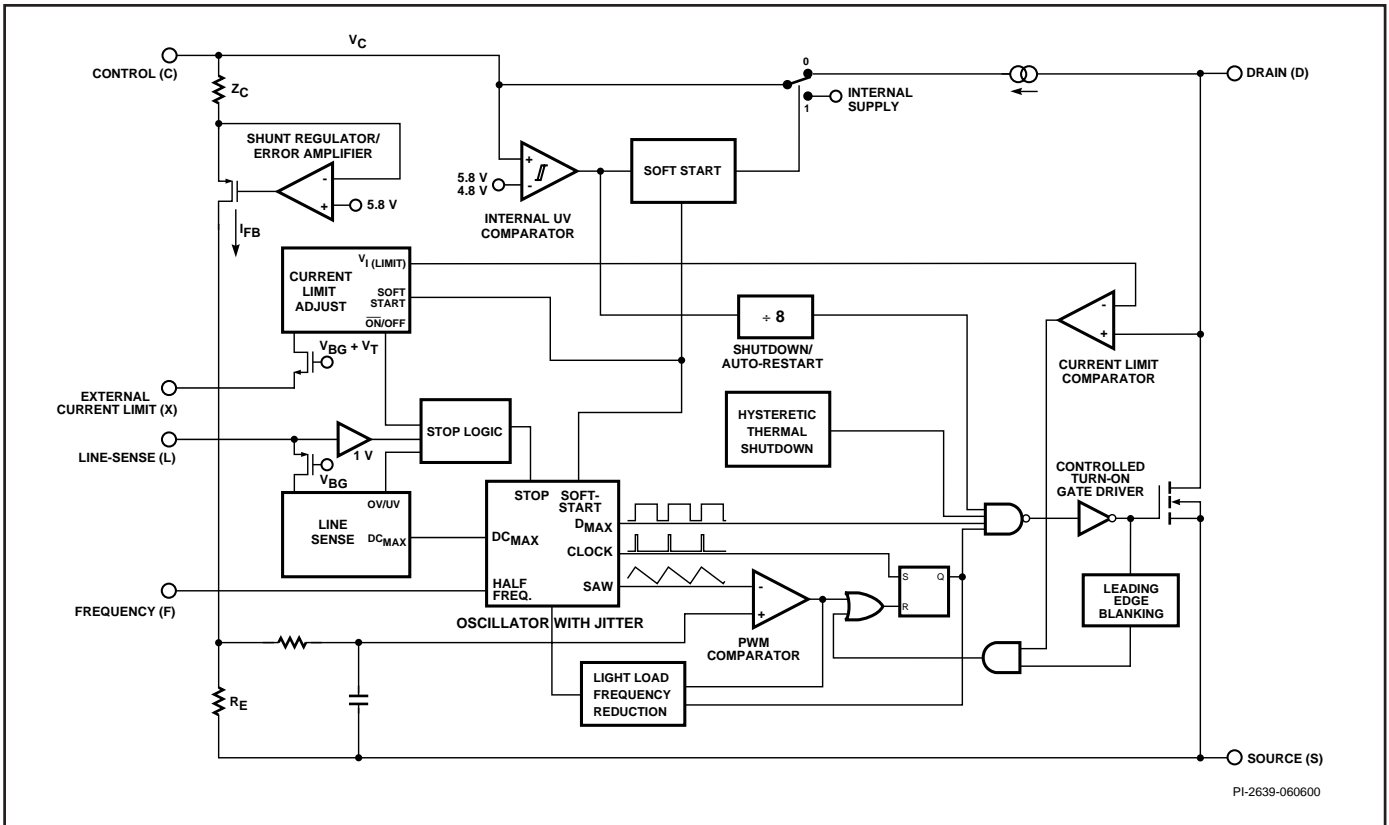 V_C
0
CONTROL (C)
DRAIN (D)
Z_C
INTERNAL
SUPPLY
1
SHUNT REGULATOR/
ERROR AMPLIFIER
-
+
5.8 V
+
-
5.8 V
4.8 V
SOFT START
INTERNAL UV
COMPARATOR
I_FB
V_I (LIMIT)
CURRENT
LIMIT
ADJUST
SOFT
START
O̅N̅/OFF
÷ 8
SHUTDOWN/
AUTO-RESTART
-
+
CURRENT LIMIT
COMPARATOR
V_BG + V_T
EXTERNAL
CURRENT LIMIT (X)
LINE-SENSE (L)
1 V
STOP LOGIC
HYSTERETIC
THERMAL
SHUTDOWN
V_BG
OV/UV
LINE
SENSE
DC_MAX
STOP
SOFT-
START
DC_MAX
D_MAX
CLOCK
SAW
HALF
FREQ.
OSCILLATOR WITH JITTER
CONTROLLED
TURN-ON
GATE DRIVER
FREQUENCY (F)
-
+
PWM
COMPARATOR
S
Q
R
LEADING
EDGE
BLANKING
LIGHT LOAD
FREQUENCY
REDUCTION
R_E
SOURCE (S)
PI-2639-060600